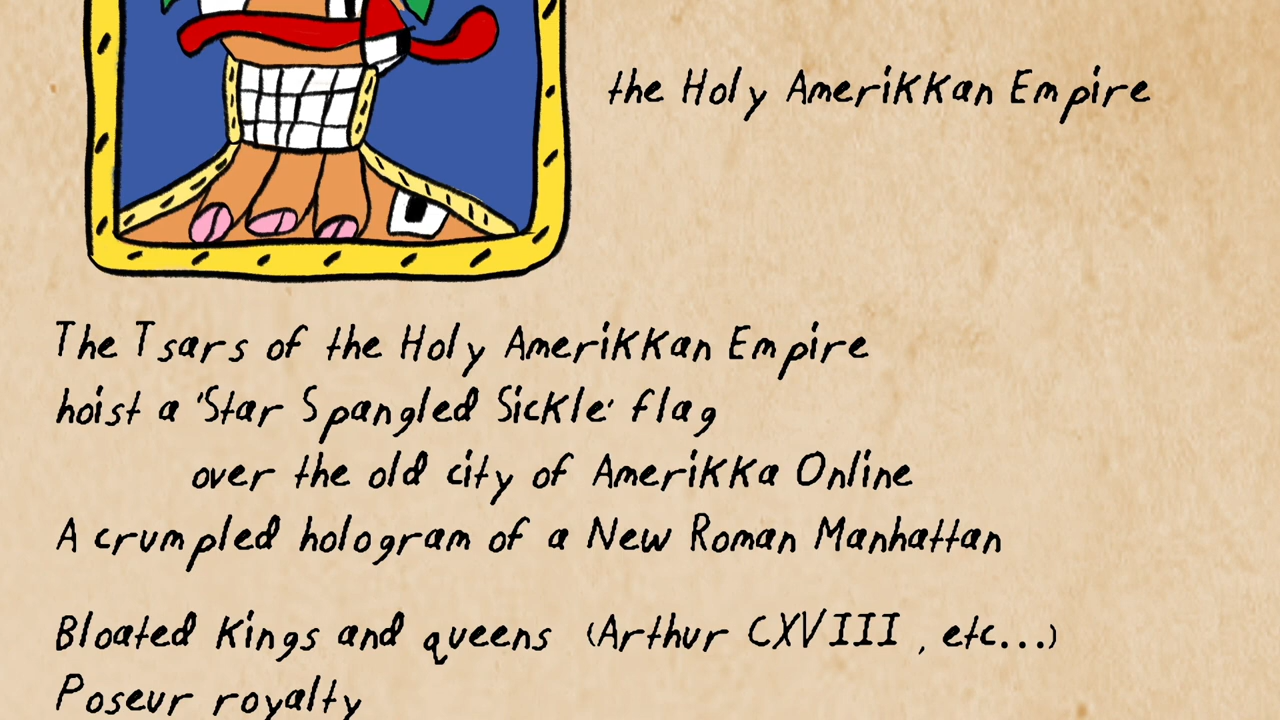 the Holy AmeriKKan Empire
The Tsars of the Holy AmeriKKan Empire
hoist a 'Star Spangled Sickle' flag
over the old city of AmeriKKa Online
A crumpled hologram of a New Roman Manhattan
Bloated kings and queens (Arthur CXVIII , etc...)
Poseur royalty